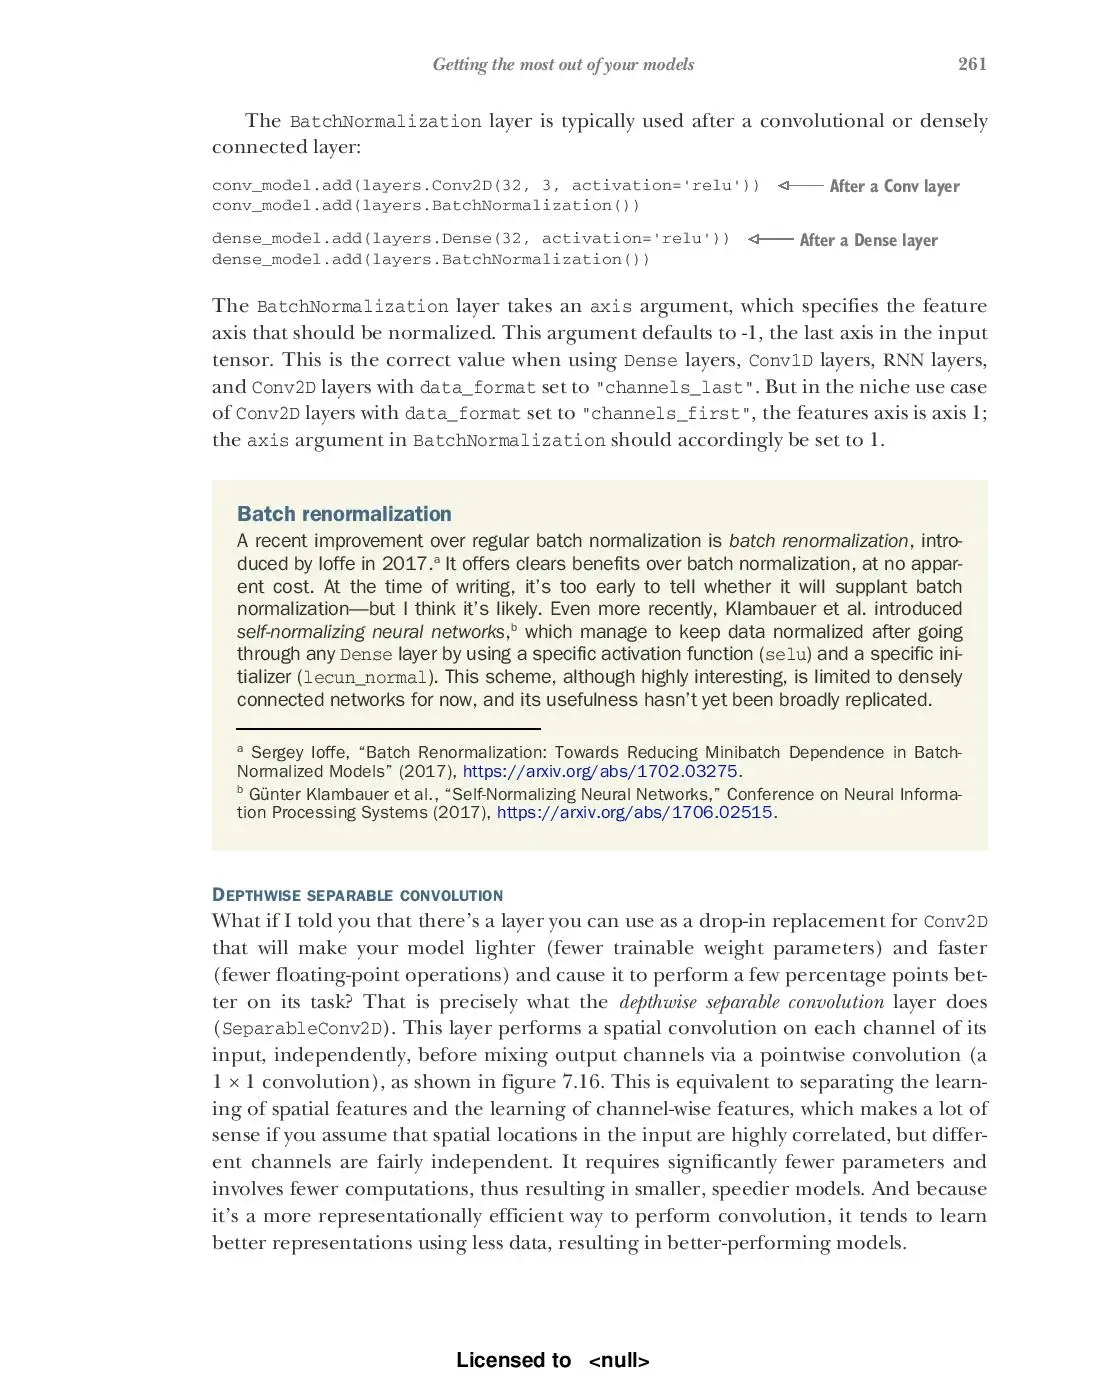 Getting the most out of your models 261
The BatchNormalization layer is typically used after a convolutional or densely
connected layer:
conv_model.add(layers.Conv2D(32, 3, activation='relu')) After a Conv layer
conv_model.add(layers.BatchNormalization())
dense_model.add(layers.Dense(32, activation='relu')) After a Dense layer
dense_model.add(layers.BatchNormalization())
The BatchNormalization layer takes an axis argument, which specifies the feature
axis that should be normalized. This argument defaults to -1, the last axis in the input
tensor. This is the correct value when using Dense layers, Conv1D layers, RNN layers,
and Conv2D layers with data_format set to "channels_last". But in the niche use case
of Conv2D layers with data_format set to "channels_first", the features axis is axis 1;
the axis argument in BatchNormalization should accordingly be set to 1.
Batch renormalization
A recent improvement over regular batch normalization is batch renormalization, intro-
duced by Ioffe in 2017.ª It offers clears benefits over batch normalization, at no appar-
ent cost. At the time of writing, it's too early to tell whether it will supplant batch
normalization—but I think it's likely. Even more recently, Klambauer et al. introduced
self-normalizing neural networks,ᵇ which manage to keep data normalized after going
through any Dense layer by using a specific activation function (selu) and a specific ini-
tializer (lecun_normal). This scheme, although highly interesting, is limited to densely
connected networks for now, and its usefulness hasn't yet been broadly replicated.
ª Sergey Ioffe, “Batch Renormalization: Towards Reducing Minibatch Dependence in Batch-
Normalized Models” (2017), https://arxiv.org/abs/1702.03275.
ᵇ Günter Klambauer et al., “Self-Normalizing Neural Networks,” Conference on Neural Informa-
tion Processing Systems (2017), https://arxiv.org/abs/1706.02515.
DEPTHWISE SEPARABLE CONVOLUTION
What if I told you that there's a layer you can use as a drop-in replacement for Conv2D
that will make your model lighter (fewer trainable weight parameters) and faster
(fewer floating-point operations) and cause it to perform a few percentage points bet-
ter on its task? That is precisely what the depthwise separable convolution layer does
(SeparableConv2D). This layer performs a spatial convolution on each channel of its
input, independently, before mixing output channels via a pointwise convolution (a
1 × 1 convolution), as shown in figure 7.16. This is equivalent to separating the learn-
ing of spatial features and the learning of channel-wise features, which makes a lot of
sense if you assume that spatial locations in the input are highly correlated, but differ-
ent channels are fairly independent. It requires significantly fewer parameters and
involves fewer computations, thus resulting in smaller, speedier models. And because
it's a more representationally efficient way to perform convolution, it tends to learn
better representations using less data, resulting in better-performing models.
Licensed to <null>